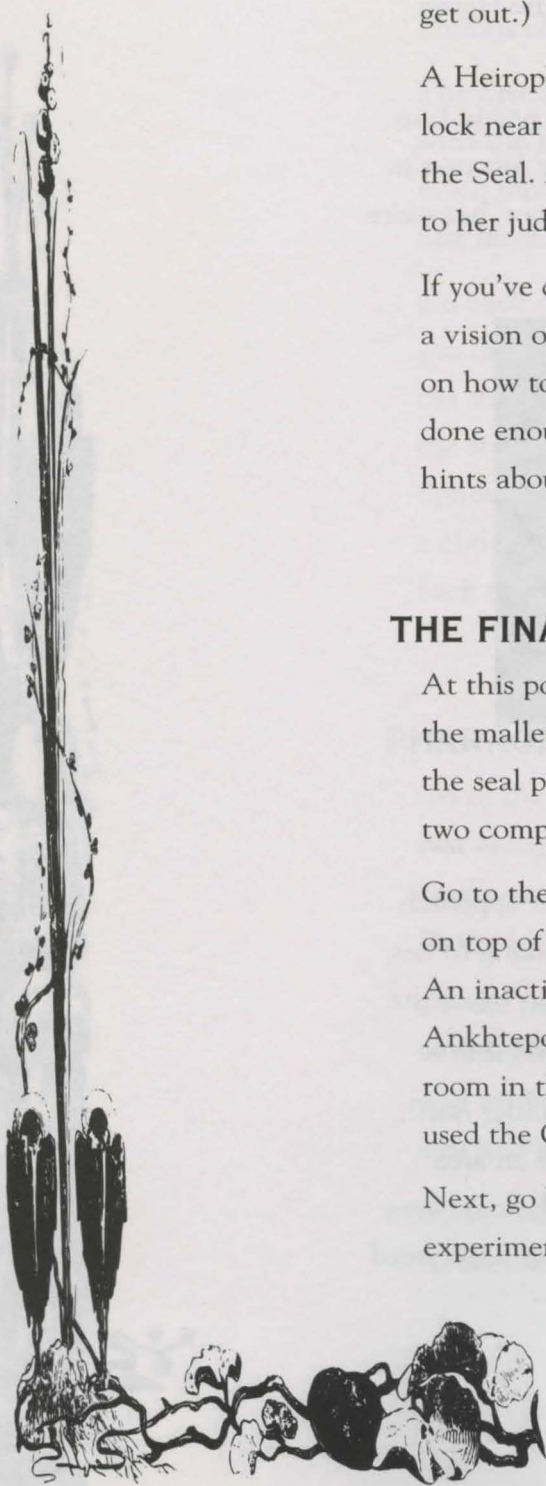 get out.)
A Heirop
lock near
the Seal.
to her jud
If you've
a vision o
on how to
done enou
hints abou
THE FINA
At this po
the malle
the seal p
two comp
Go to the
on top of
An inacti
Ankhtepo
room in t
used the
Next, go
experimen